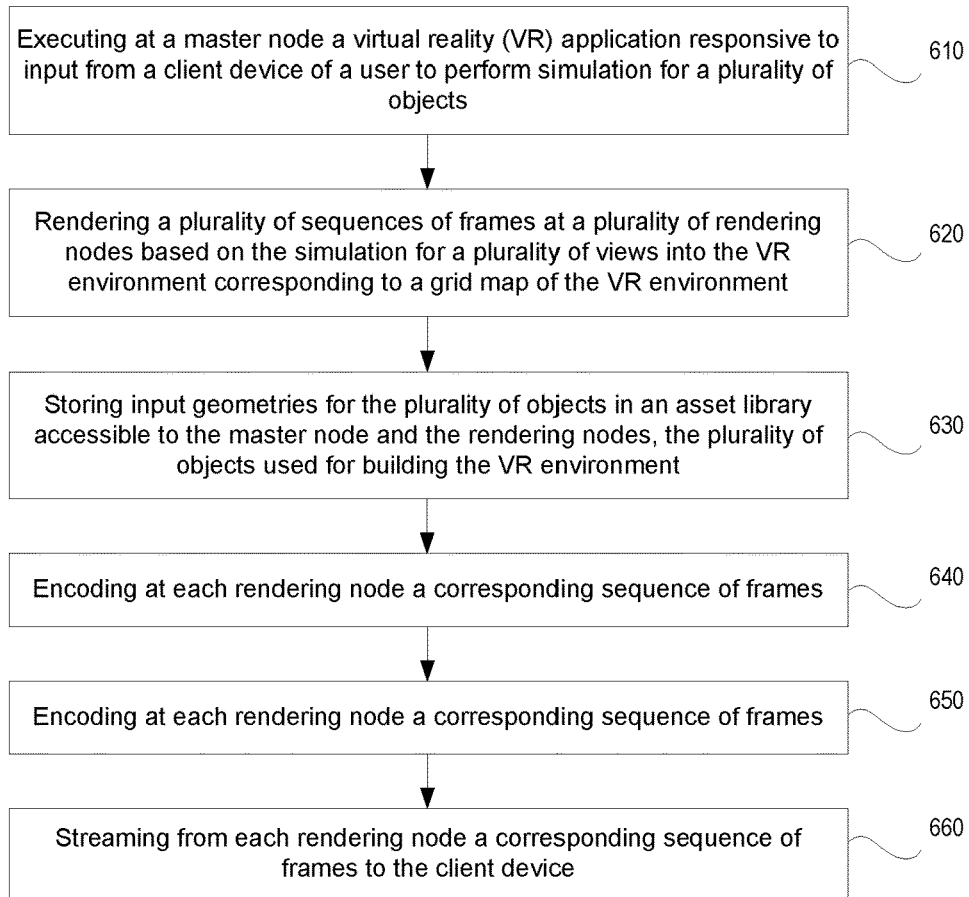 Executing at a master node a virtual reality (VR) application responsive to
input from a client device of a user to perform simulation for a plurality of
objects
610
Rendering a plurality of sequences of frames at a plurality of rendering
nodes based on the simulation for a plurality of views into the VR
environment corresponding to a grid map of the VR environment
620
Storing input geometries for the plurality of objects in an asset library
accessible to the master node and the rendering nodes, the plurality of
objects used for building the VR environment
630
Encoding at each rendering node a corresponding sequence of frames
640
Encoding at each rendering node a corresponding sequence of frames
650
Streaming from each rendering node a corresponding sequence of
frames to the client device
660